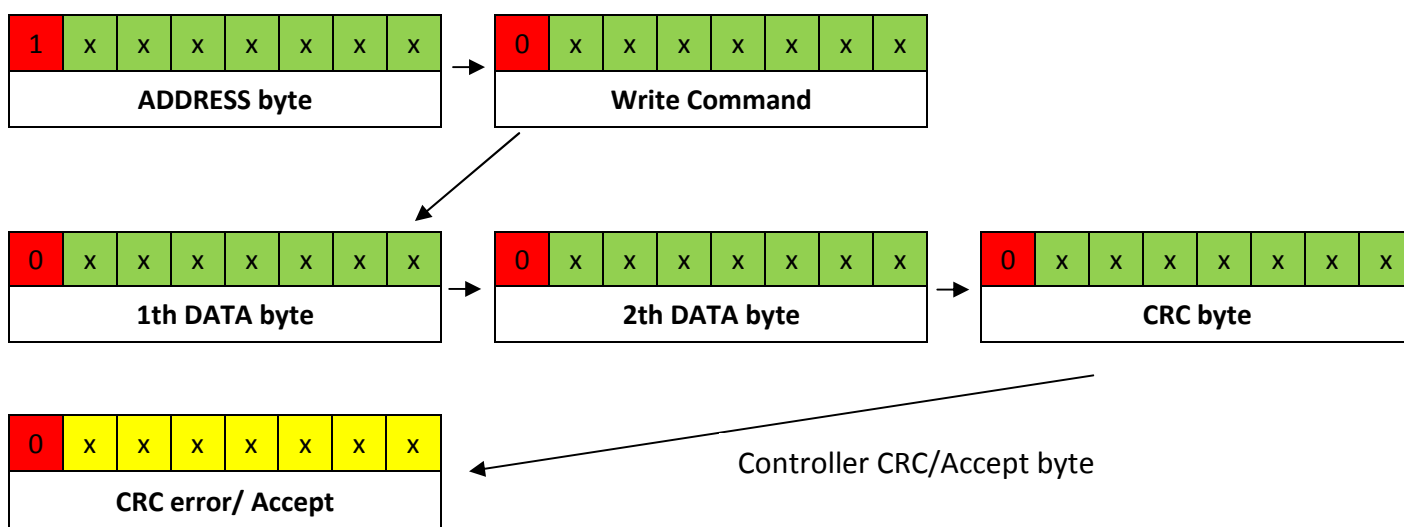 1 x x x x x x x 0 x x x x x x x
ADDRESS byte Write Command
0 x x x x x x x 0 x x x x x x x 0 x x x x x x x
1th DATA byte 2th DATA byte CRC byte
0 x x x x x x x
Controller CRC/Accept byte
CRC error/ Accept